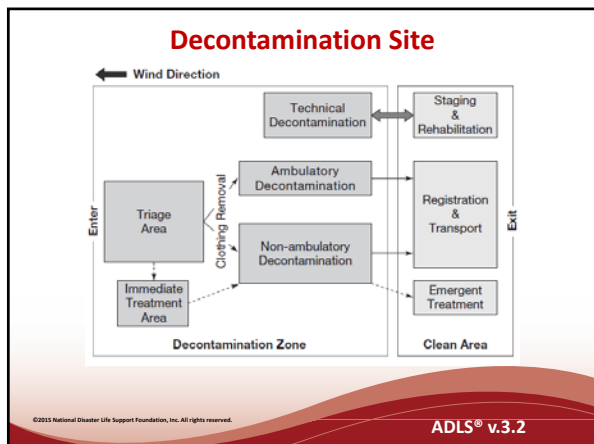 Decontamination Site
Wind Direction
Technical
Decontamination
Staging
&
Rehabilitation
Enter
Triage
Area
Clothing Removal
Ambulatory
Decontamination
Non-ambulatory
Decontamination
Registration
&
Transport
Exit
Immediate
Treatment
Area
Emergent
Treatment
Decontamination Zone
Clean Area
©2015 National Disaster Life Support Foundation, Inc. All rights reserved.
ADLS® v.3.2